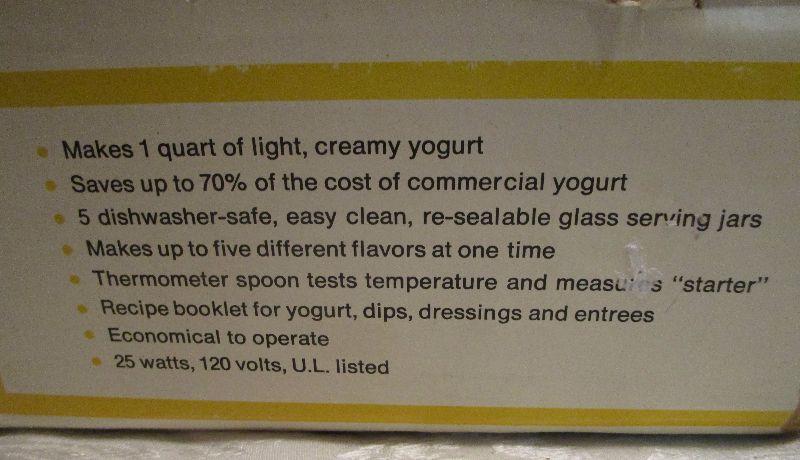 • Makes 1 quart of light, creamy yogurt
• Saves up to 70% of the cost of commercial yogurt
• 5 dishwasher-safe, easy clean, re-sealable glass serving jars
• Makes up to five different flavors at one time
• Thermometer spoon tests temperature and measures "starter"
• Recipe booklet for yogurt, dips, dressings and entrees
• Economical to operate
• 25 watts, 120 volts, U.L. listed